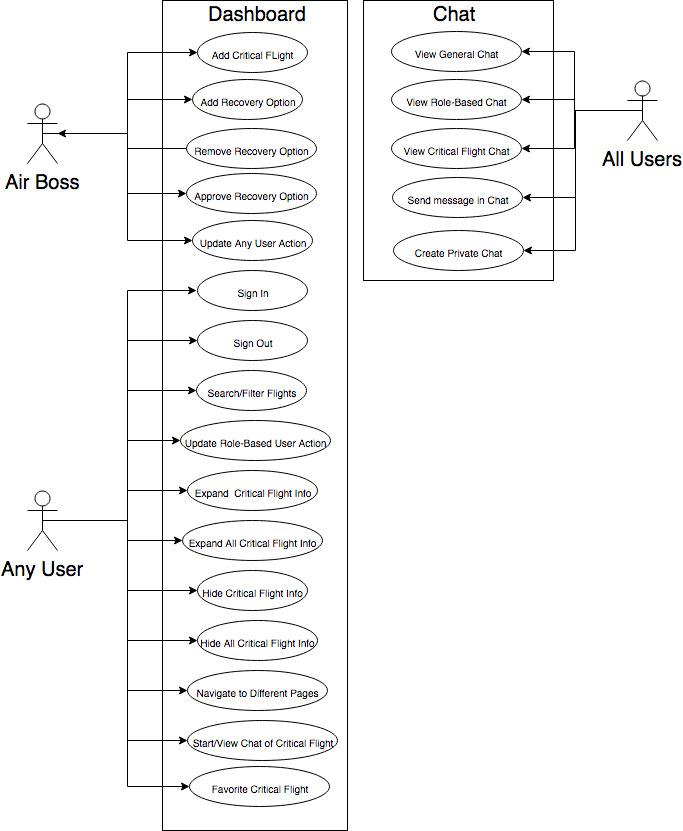 Dashboard
Add Critical FLight
Add Recovery Option
Remove Recovery Option
Approve Recovery Option
Update Any User Action
Air Boss
Sign In
Sign Out
Search/Filter Flights
Update Role-Based User Action
Expand  Critical Flight Info
Expand All Critical Flight Info
Hide Critical Flight Info
Hide All Critical Flight Info
Navigate to Different Pages
Start/View Chat of Critical Flight
Favorite Critical Flight
Any User
Chat
View General Chat
View Role-Based Chat
View Critical Flight Chat
Send message in Chat
Create Private Chat
All Users